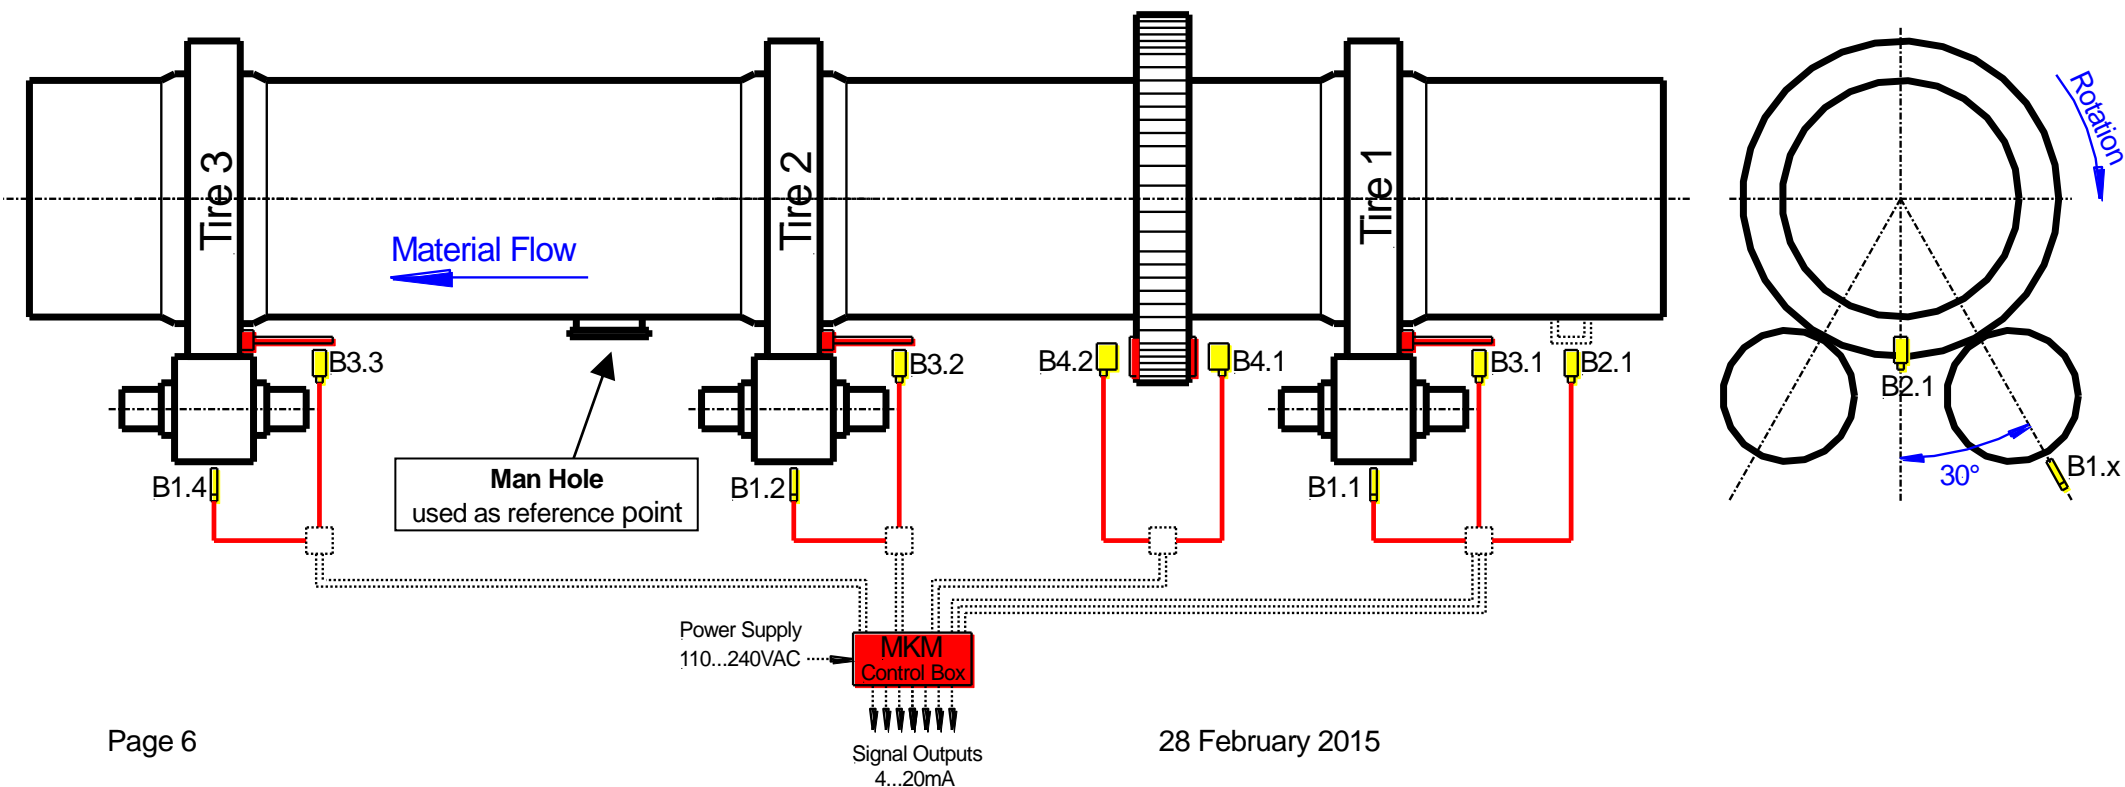 Tire 3
Tire 2
Tire 1
Rotation
Material Flow
B3.3
B3.2
B4.2
B4.1
B3.1
B2.1
B2.1
Man Hole
used as reference point
B1.4
B1.2
B1.1
30°
B1.x
Power Supply
110...240VAC
MKM
Control Box
Signal Outputs
4...20mA
Page 6
28 February 2015